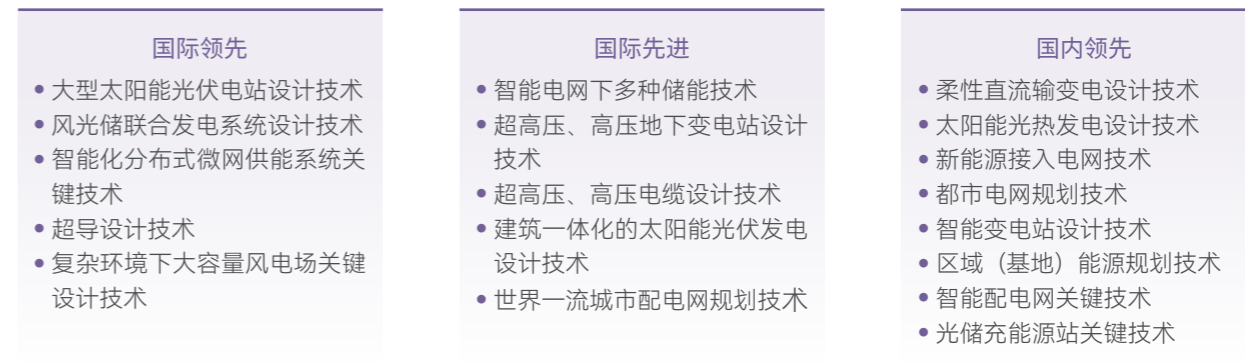 国际领先
• 大型太阳能光伏电站设计技术
• 风光储联合发电系统设计技术
• 智能化分布式微网供能系统关
键技术
• 超导设计技术
• 复杂环境下大容量风电场关键
设计技术
国际先进
• 智能电网下多种储能技术
• 超高压、高压地下变电站设计
技术
• 超高压、高压电缆设计技术
• 建筑一体化的太阳能光伏发电
设计技术
• 世界一流城市配电网规划技术
国内领先
• 柔性直流输变电设计技术
• 太阳能光热发电设计技术
• 新能源接入电网技术
• 都市电网规划技术
• 智能变电站设计技术
• 区域（基地）能源规划技术
• 智能配电网关键技术
• 光储充能源站关键技术